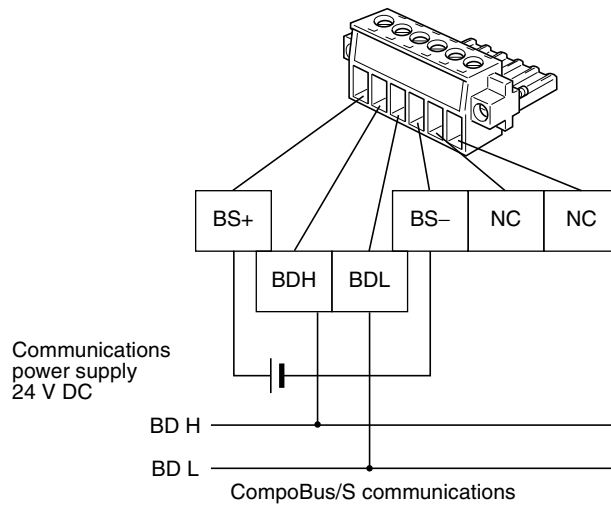 BS+
BS–
NC
NC
BDH
BDL
Communications
power supply
24 V DC
BD H
BD L
CompoBus/S communications